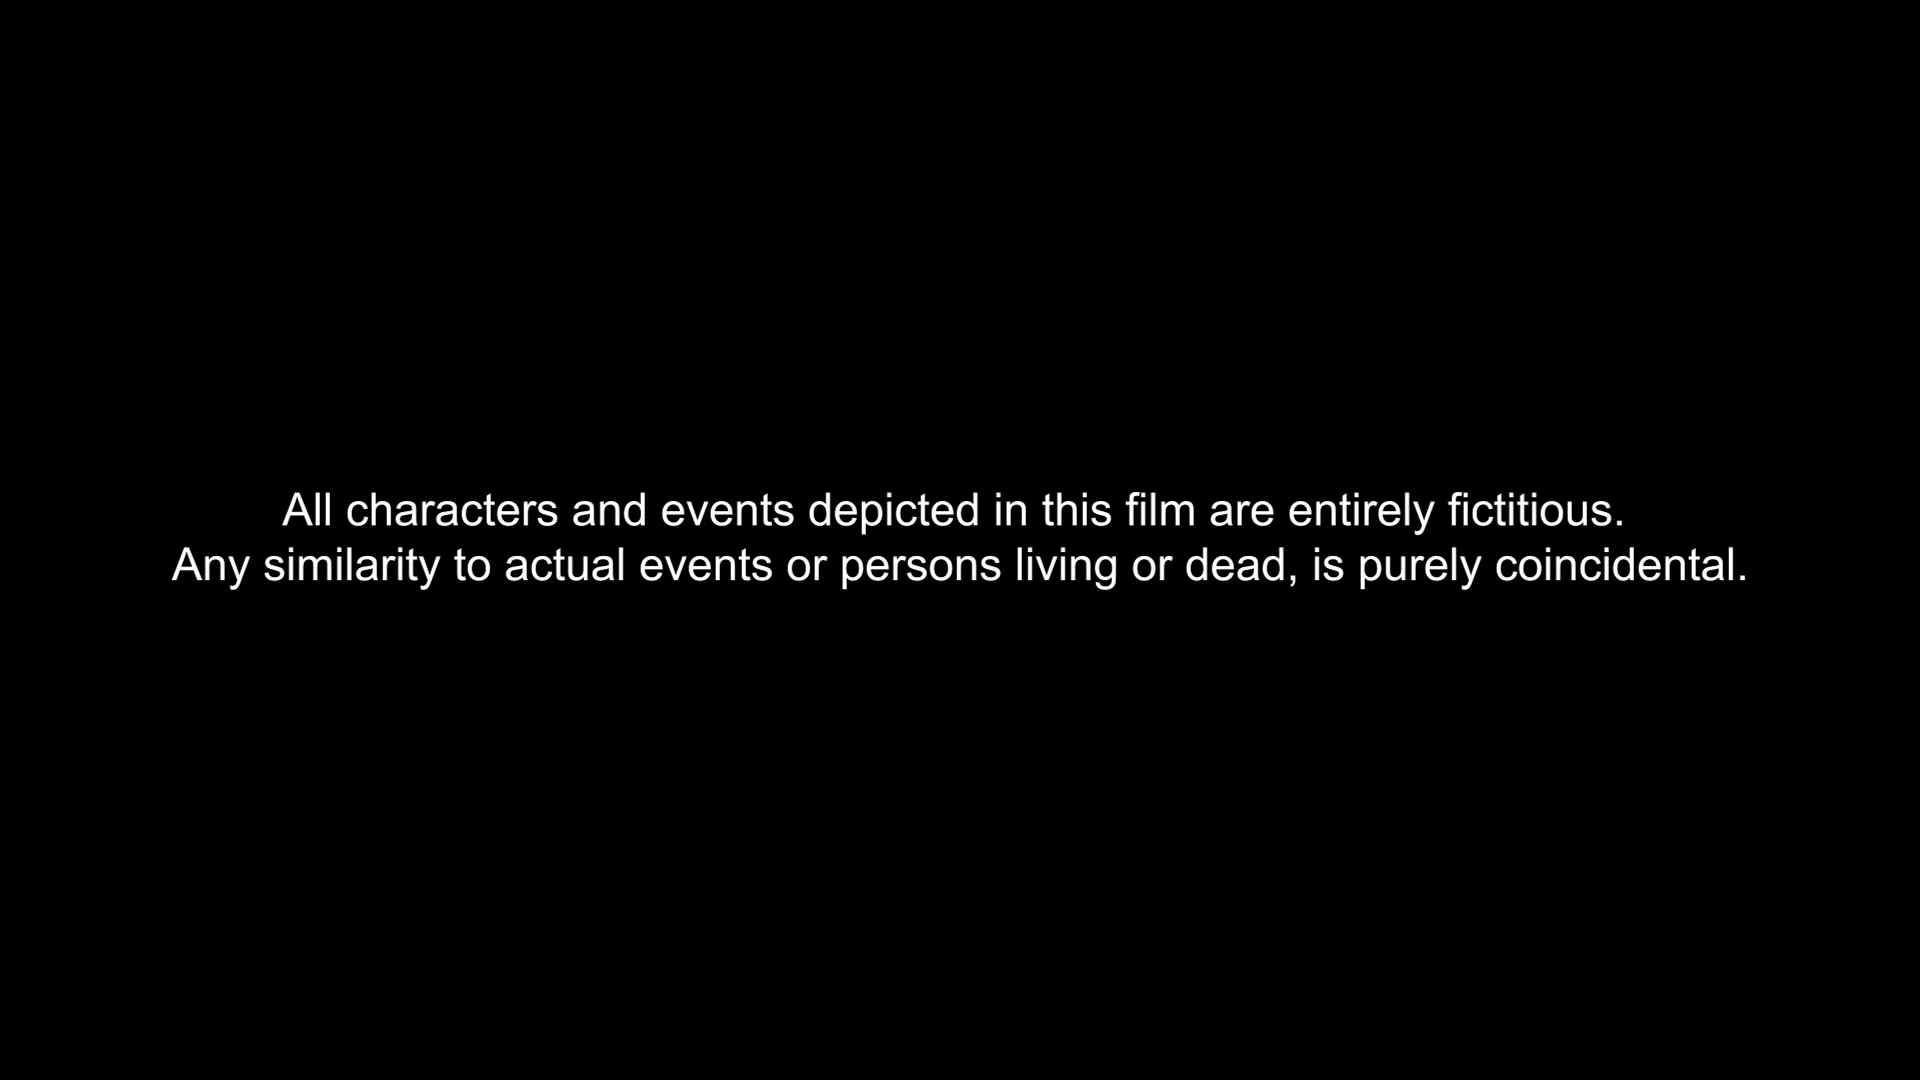 All characters and events depicted in this film are entirely fictitious.
Any similarity to actual events or persons living or dead, is purely coincidental.